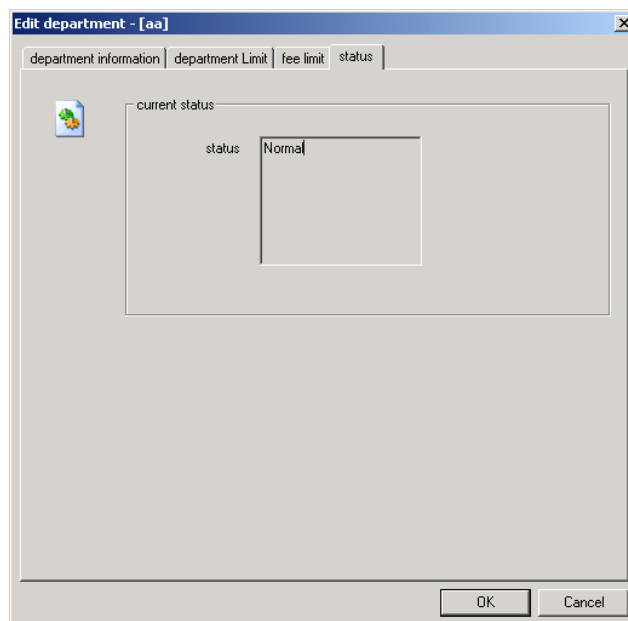 Edit department - [aa]
department information department Limit fee limit status
current status
status Normal
OK Cancel